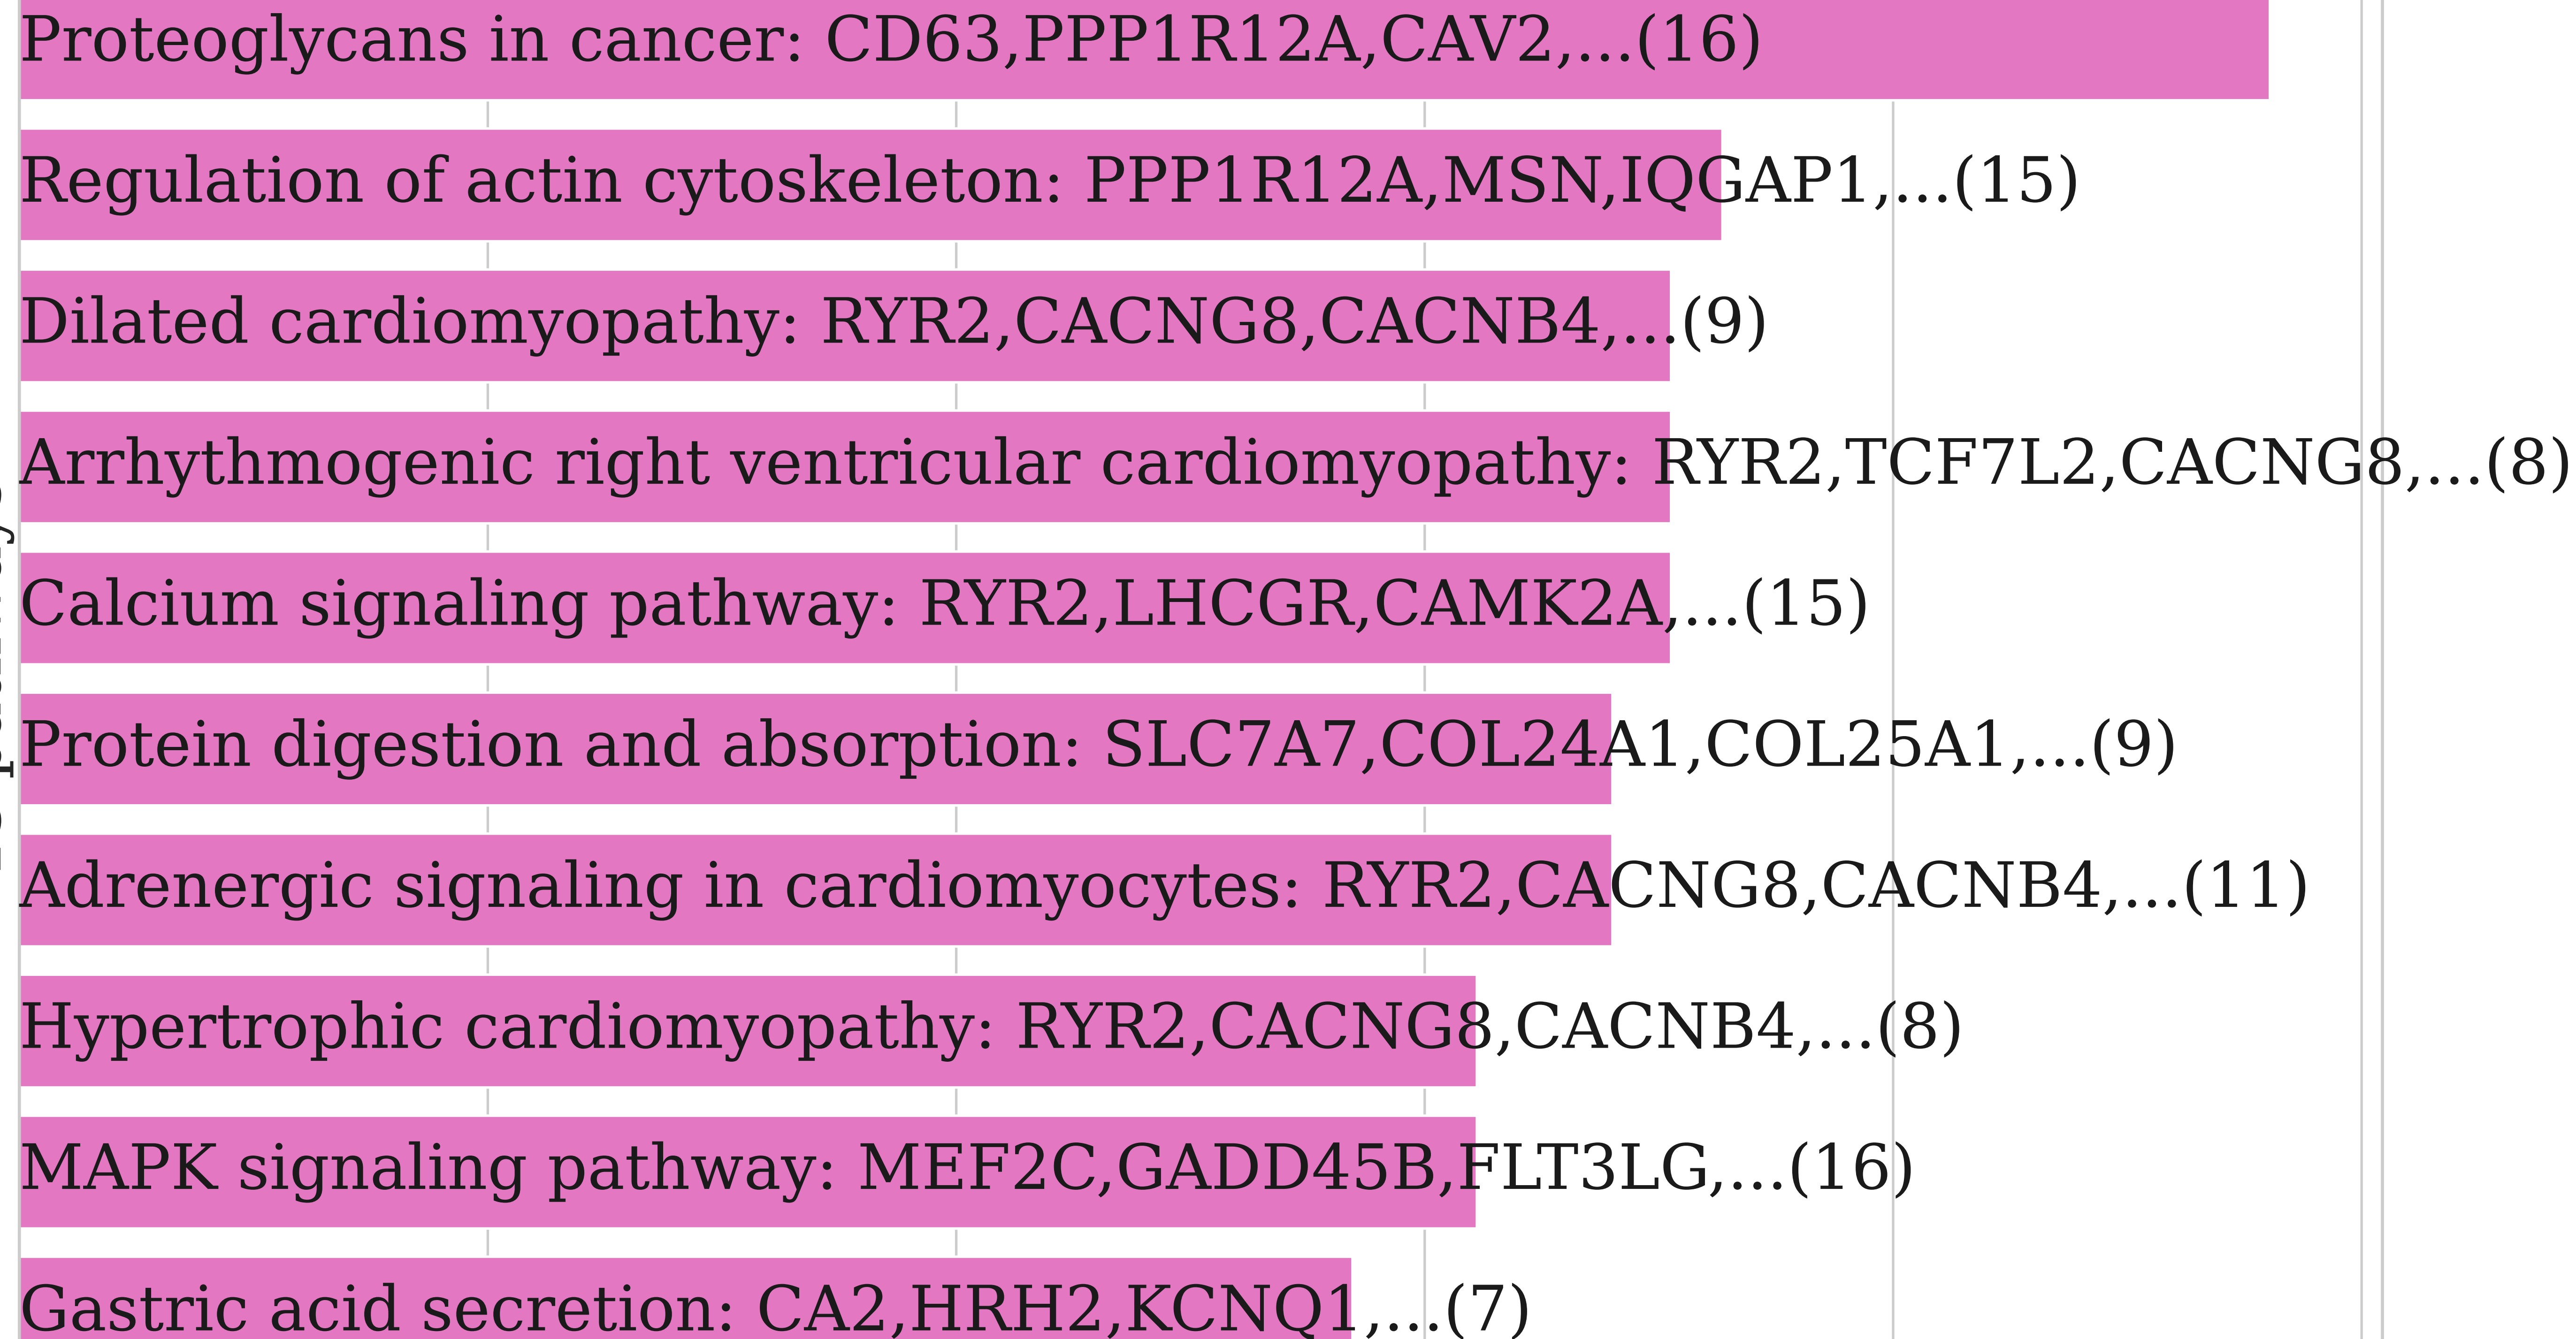 Proteoglycans in cancer: CD63,PPP1R12A,CAV2,...(16)
Regulation of actin cytoskeleton: PPP1R12A,MSN,IQGAP1,...(15)
Dilated cardiomyopathy: RYR2,CACNG8,CACNB4,...(9)
Arrhythmogenic right ventricular cardiomyopathy: RYR2,TCF7L2,CACNG8,...(8)
Calcium signaling pathway: RYR2,LHCGR,CAMK2A,...(15)
Protein digestion and absorption: SLC7A7,COL24A1,COL25A1,...(9)
Adrenergic signaling in cardiomyocytes: RYR2,CACNG8,CACNB4,...(11)
Hypertrophic cardiomyopathy: RYR2,CACNG8,CACNB4,...(8)
MAPK signaling pathway: MEF2C,GADD45B,FLT3LG,...(16)
Gastric acid secretion: CA2,HRH2,KCNQ1,...(7)